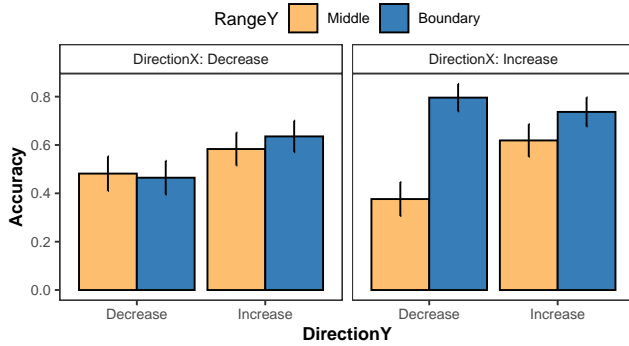 RangeY Middle Boundary
DirectionX: Decrease DirectionX: Increase
0.8
0.6
0.4
0.2
0.0
Accuracy
Decrease Increase Decrease Increase
DirectionY